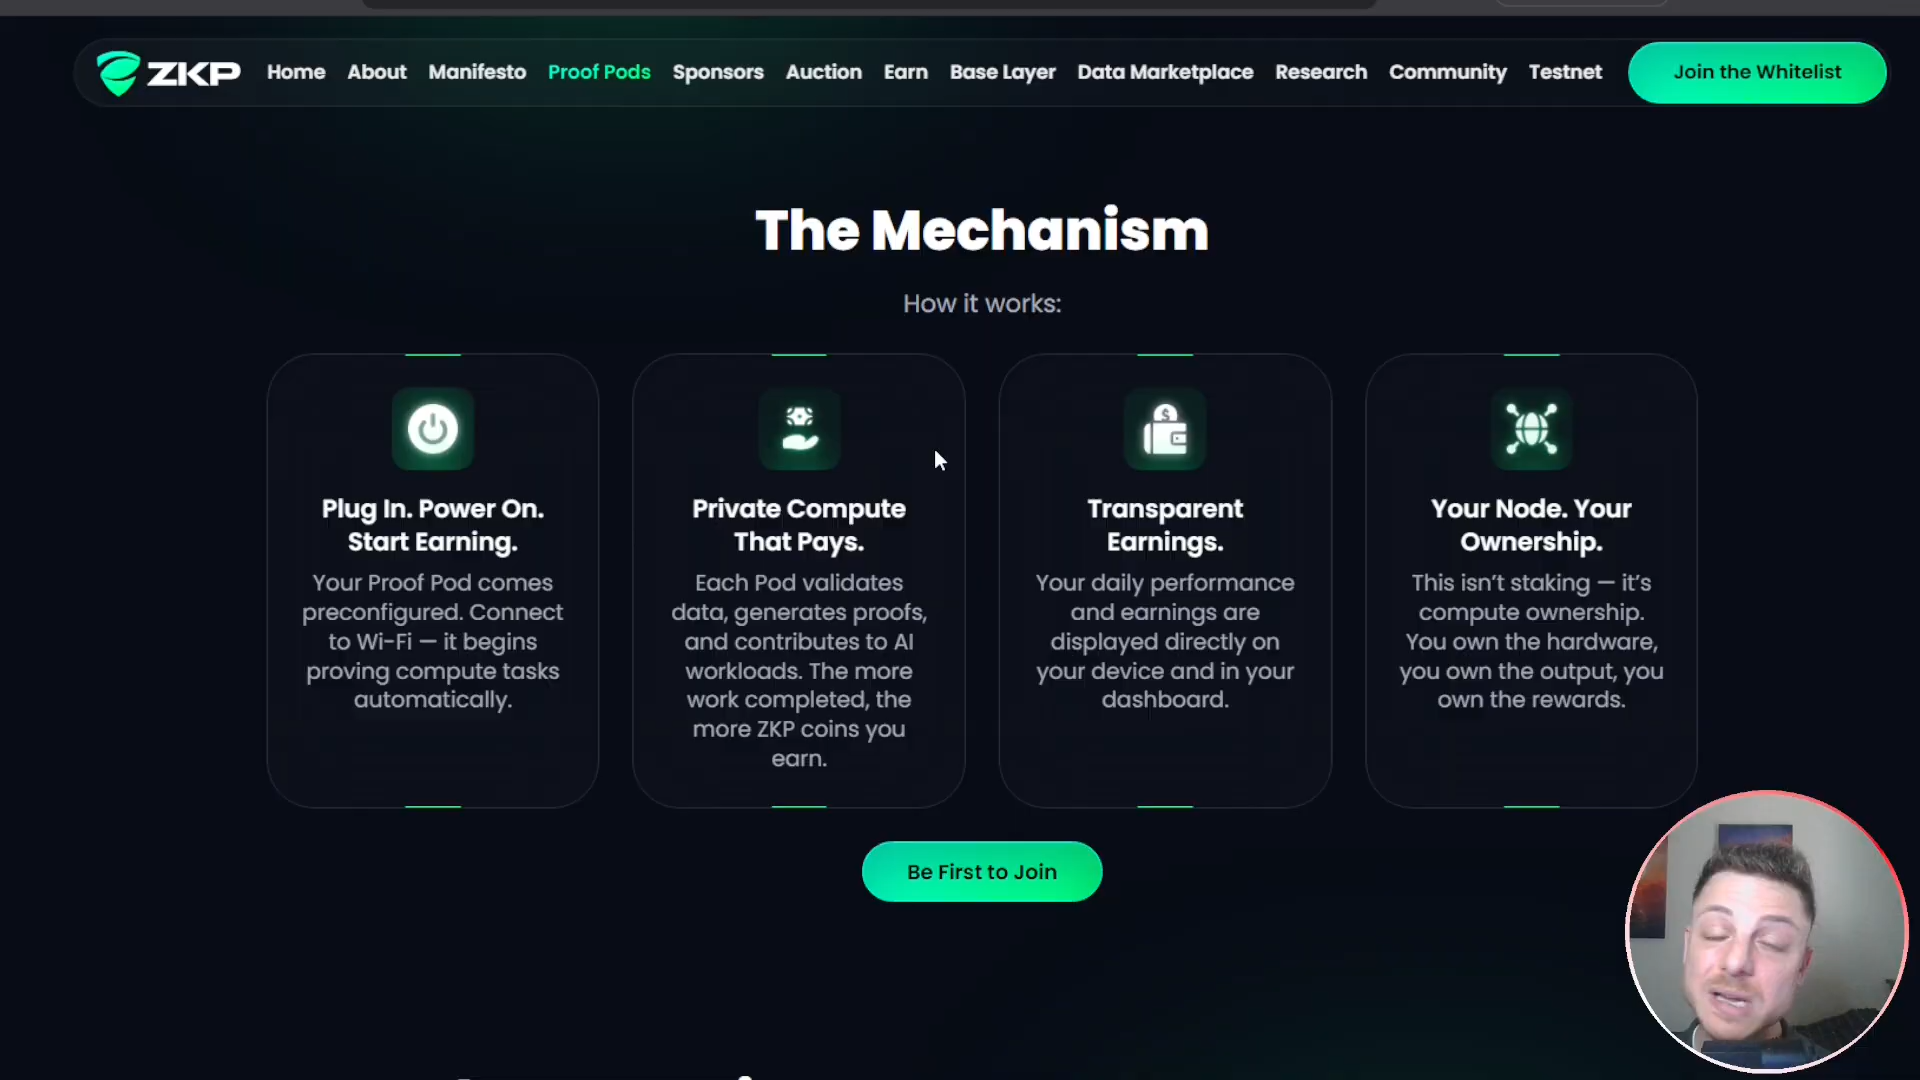 ZKP Home About Manifesto Proof Pods Sponsors Auction Earn Base Layer Data Marketplace Research Community Testnet Join the Whitelist
The Mechanism
How it works:
Plug In. Power On.
Start Earning.
Your Proof Pod comes
preconfigured. Connect
to Wi-Fi — it begins
proving compute tasks
automatically.
Private Compute
That Pays.
Each Pod validates
data, generates proofs,
and contributes to AI
workloads. The more
work completed, the
more ZKP coins you
earn.
Transparent
Earnings.
Your daily performance
and earnings are
displayed directly on
your device and in your
dashboard.
Your Node. Your
Ownership.
This isn’t staking — it’s
compute ownership.
You own the hardware,
you own the output, you
own the rewards.
Be First to Join